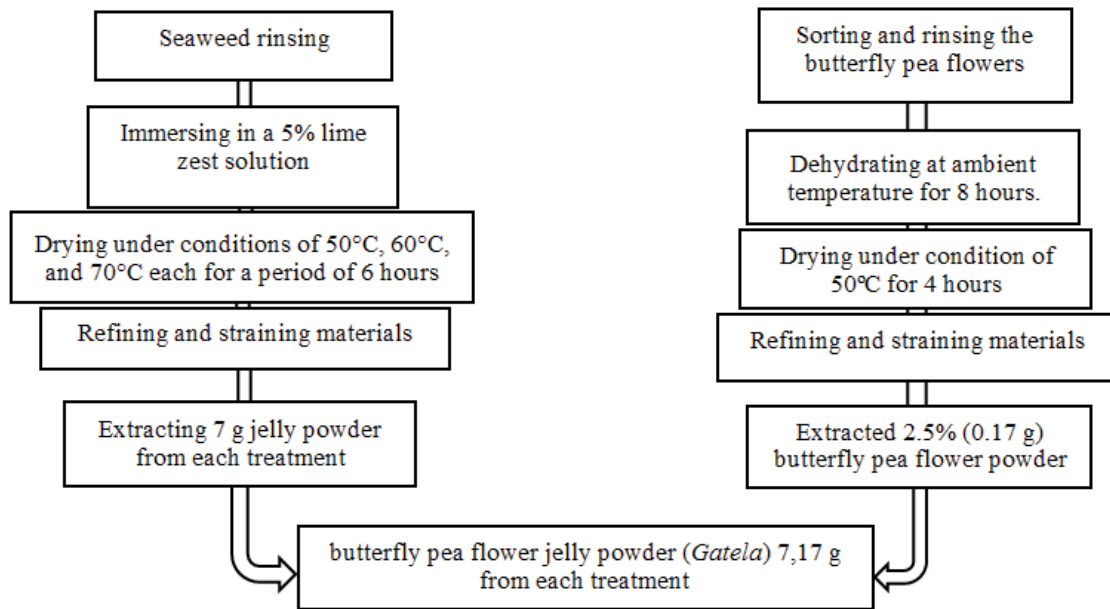 Seaweed rinsing
Immersing in a 5% lime
zest solution
Drying under conditions of 50°C, 60°C,
and 70°C each for a period of 6 hours
Refining and straining materials
Extracting 7 g jelly powder
from each treatment
Sorting and rinsing the
butterfly pea flowers
Dehydrating at ambient
temperature for 8 hours.
Drying under condition of
50ºC for 4 hours
Refining and straining materials
Extracted 2.5% (0.17 g)
butterfly pea flower powder
butterfly pea flower jelly powder (Gatela) 7,17 g
from each treatment